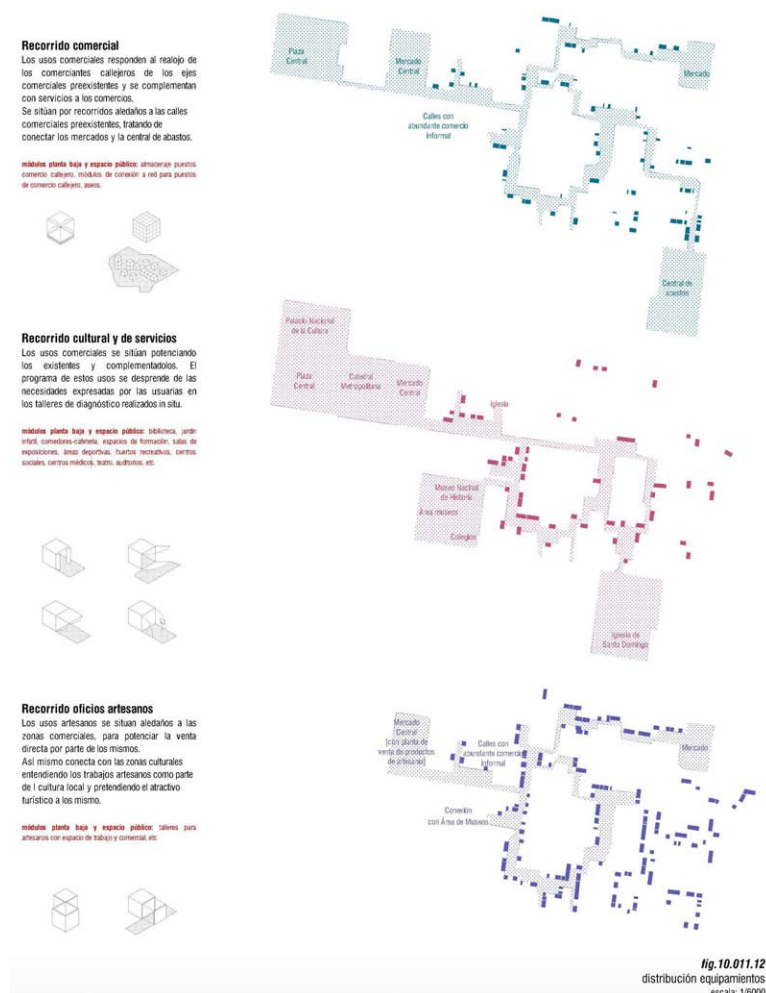 Recorrido comercial
Los usos comerciales responden al realojo de
los comerciantes callejeros de los ejes
comerciales preexistentes y se complementan
con servicios a los comercios.
Se sitúan por recorridos aledaños a las calles
comerciales preexistentes, tratando de
conectar los mercados y la central de abastos.
módulos planta baja y espacio público: almacenaje puestos
comercio callejero, módulos de conexión a red para puestos
de comercio callejero, aseos.
Plaza
Central
Mercado
Central
Mercado
Calles con
abundante comercio
informal
Central de
abastos
Recorrido cultural y de servicios
Los usos comerciales se sitúan potenciando
los existentes y complementadolos. El
programa de estos usos se desprende de las
necesidades expresadas por las usuarias en
los talleres de diagnóstico realizados in situ.
módulos planta baja y espacio público: biblioteca, jardín
infatil, comedores-cafetería, espacios de formación, salas de
exposiciones, áreas deportivas, huertos recreativos, centros
sociales, centros médicos, teatro, auditorios, etc.
Palacio Nacional
de la Cultura
Plaza
Central
Catedral
Metropolitana
Mercado
Central
Iglesia
Museo Nacinal
de Historia
Área museos
Colegios
Iglesia de
Santo Domingo
Recorrido oficios artesanos
Los usos artesanos se situan aledaños a las
zonas comerciales, para potenciar la venta
directa por parte de los mismos.
Asi mismo conecta con las zonas culturales
entendiendo los trabajos artesanos como parte
de l cultura local y pretendiendo el atractivo
turístico a los mismo.
módulos planta baja y espacio público: talleres para
artesanos con espacio de trabajo y comercial, etc
Mercado
Central
[con planta de
venta de productos
de artesanía]
Calles con
abundante comercio
informal
Mercado
Conexión
con Área de Museos
fig.10.011.12
distribución equipamientos
escala: 1/6000